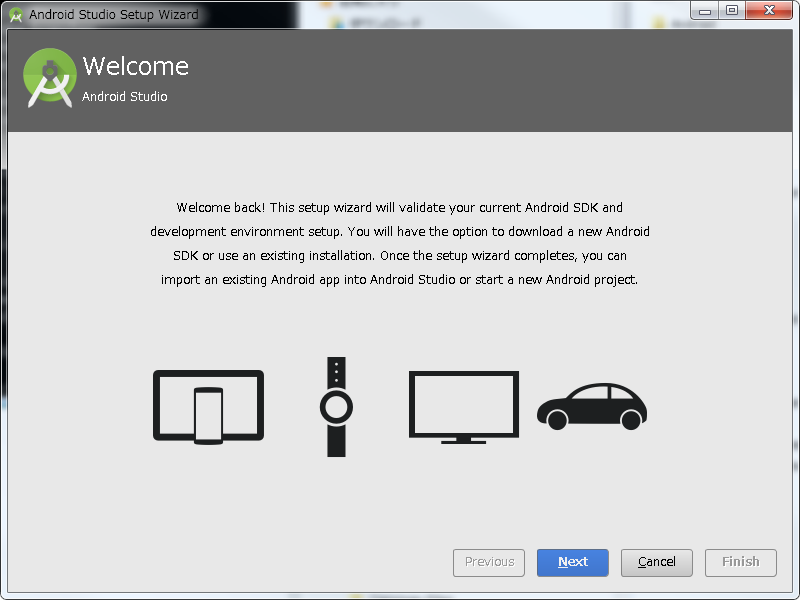 Android Studio Setup Wizard
Welcome
Android Studio
Welcome back! This setup wizard will validate your current Android SDK and
development environment setup. You will have the option to download a new Android
SDK or use an existing installation. Once the setup wizard completes, you can
import an existing Android app into Android Studio or start a new Android project.
Previous
Next
Cancel
Finish